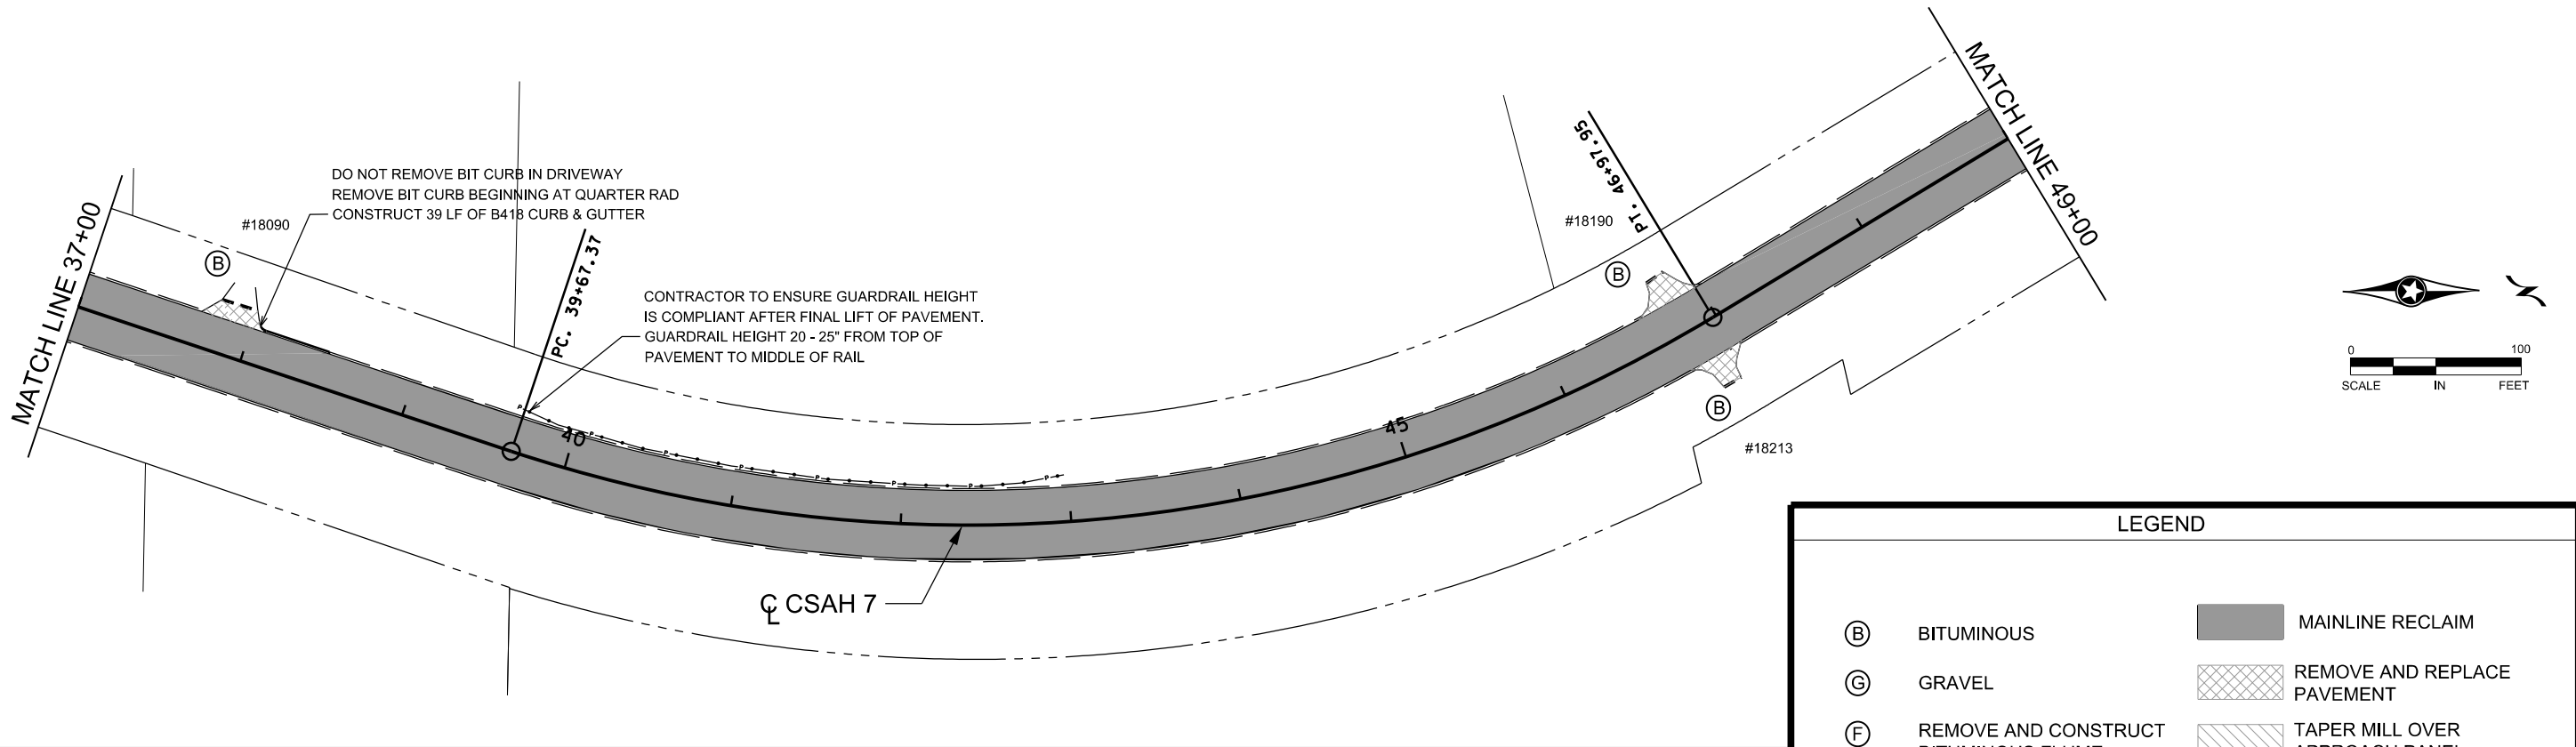 MATCH LINE 37+00
DO NOT REMOVE BIT CURB IN DRIVEWAY
REMOVE BIT CURB BEGINNING AT QUARTER RAD
CONSTRUCT 39 LF OF B418 CURB & GUTTER
#18090
B
PC. 39+67.37
CONTRACTOR TO ENSURE GUARDRAIL HEIGHT
IS COMPLIANT AFTER FINAL LIFT OF PAVEMENT.
GUARDRAIL HEIGHT 20 - 25" FROM TOP OF
PAVEMENT TO MIDDLE OF RAIL
P P P P P P P P
40
45
℄ CSAH 7
PT. 46+97.95
#18190
B
B
#18213
MATCH LINE 49+00
0 100
SCALE IN FEET
LEGEND
B BITUMINOUS
MAINLINE RECLAIM
G GRAVEL
REMOVE AND REPLACE
PAVEMENT
F REMOVE AND CONSTRUCT
TAPER MILL OVER